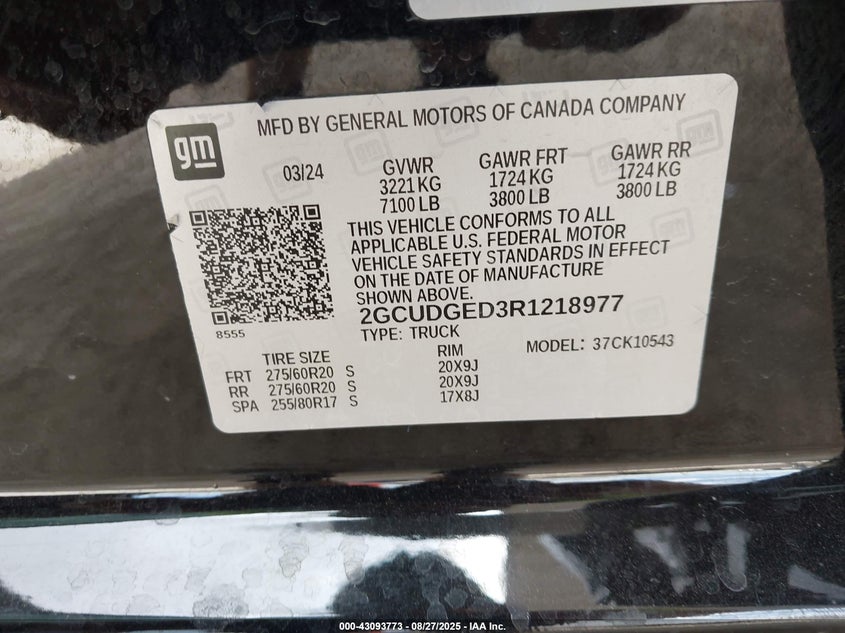 gm
MFD BY GENERAL MOTORS OF CANADA COMPANY
03/24
GVWR
3221 KG
7100 LB
GAWR FRT
1724 KG
3800 LB
GAWR RR
1724 KG
3800 LB
THIS VEHICLE CONFORMS TO ALL
APPLICABLE U.S. FEDERAL MOTOR
VEHICLE SAFETY STANDARDS IN EFFECT
ON THE DATE OF MANUFACTURE
SHOWN ABOVE.
8555
2GCUDGED3R1218977
TYPE: TRUCK
MODEL: 37CK10543
TIRE SIZE RIM
FRT 275/60R20 S 20X9J
RR 275/60R20 S 20X9J
SPA 255/80R17 S 17X8J
000-43093773 - 08/27/2025 - IAA Inc.